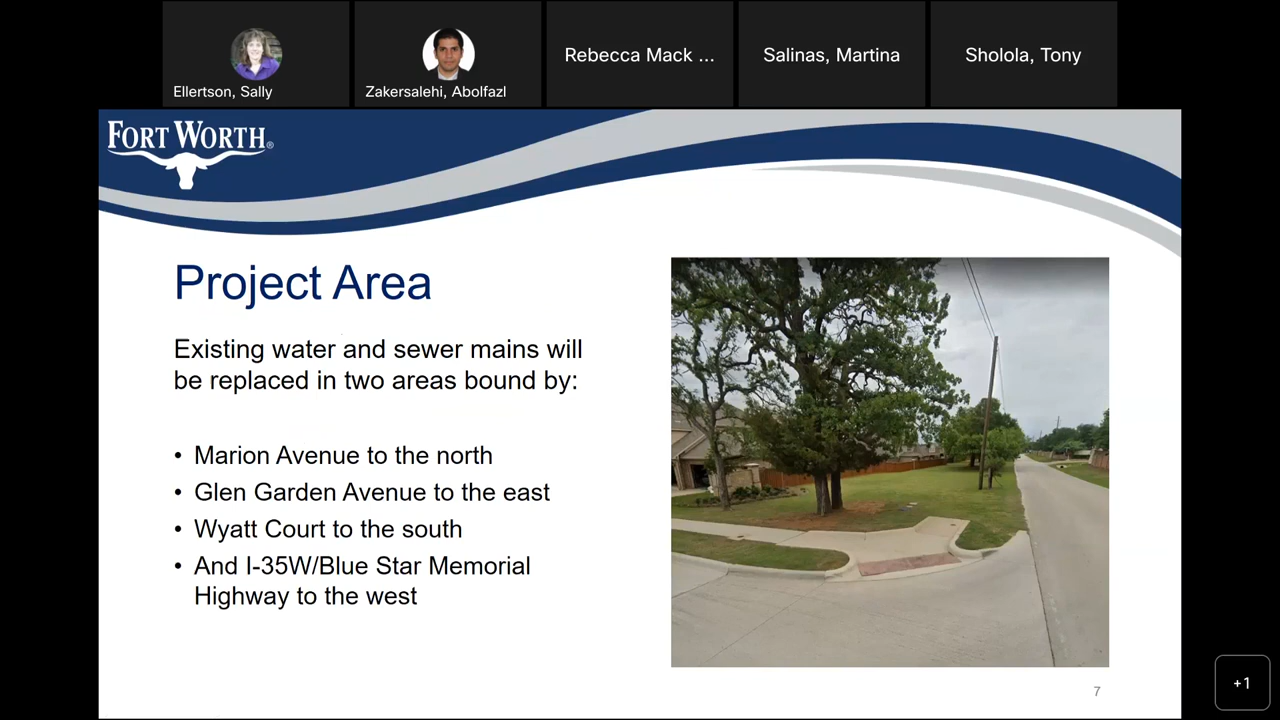 Ellertson, Sally
Zakersalehi, Abolfazl
Rebecca Mack ...
Salinas, Martina
Sholola, Tony
FORT WORTH®
Project Area
Existing water and sewer mains will
be replaced in two areas bound by:
• Marion Avenue to the north
• Glen Garden Avenue to the east
• Wyatt Court to the south
• And I-35W/Blue Star Memorial
Highway to the west
7
+1